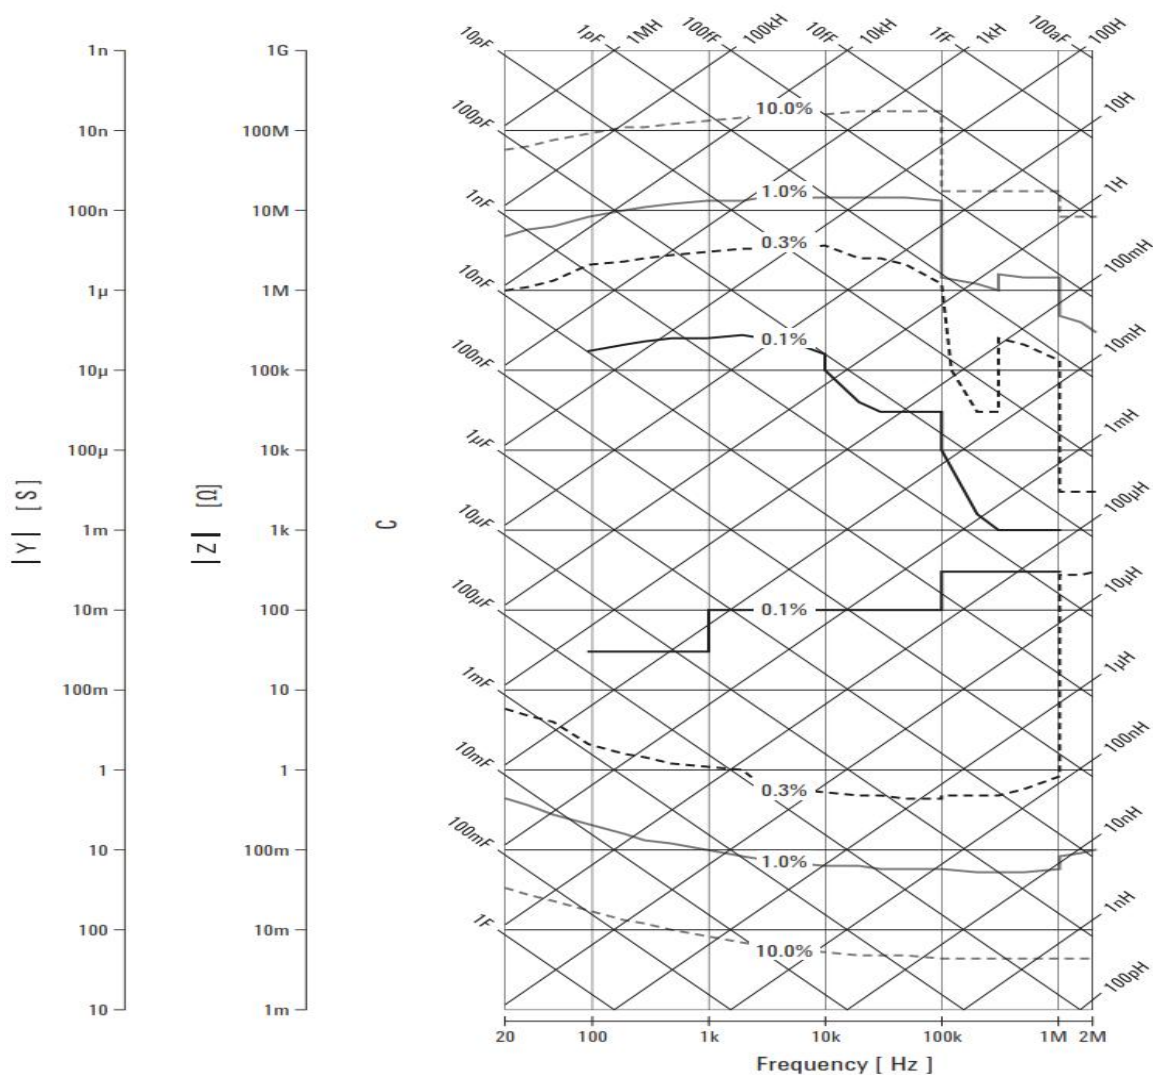 10pF 1pF 1MH 100fF 100kH 10fF 10kH 1fF 1kH 100aF 100H
1n 1G
10.0% 10H
100pF
10n 100M
1.0% 1H
1nF
100n 10M
0.3% 100mH
10nF
1µ 1M
0.1% 10mH
100nF
10µ 100k
1mH
1µF
100µ 10k
100µH
|Y| [ S ] |Z| [Ω] C
10µF
1m 1k
10µH
100µF
10m 100 0.1%
1µH
1mF
100m 10
100nH
10mF
1 1
0.3% 10nH
100mF
10 100m
1.0%
1nH
1F
100 10m
10.0%
100pH
10 1m
20 100 1k 10k 100k 1M 2M
Frequency [ Hz ]